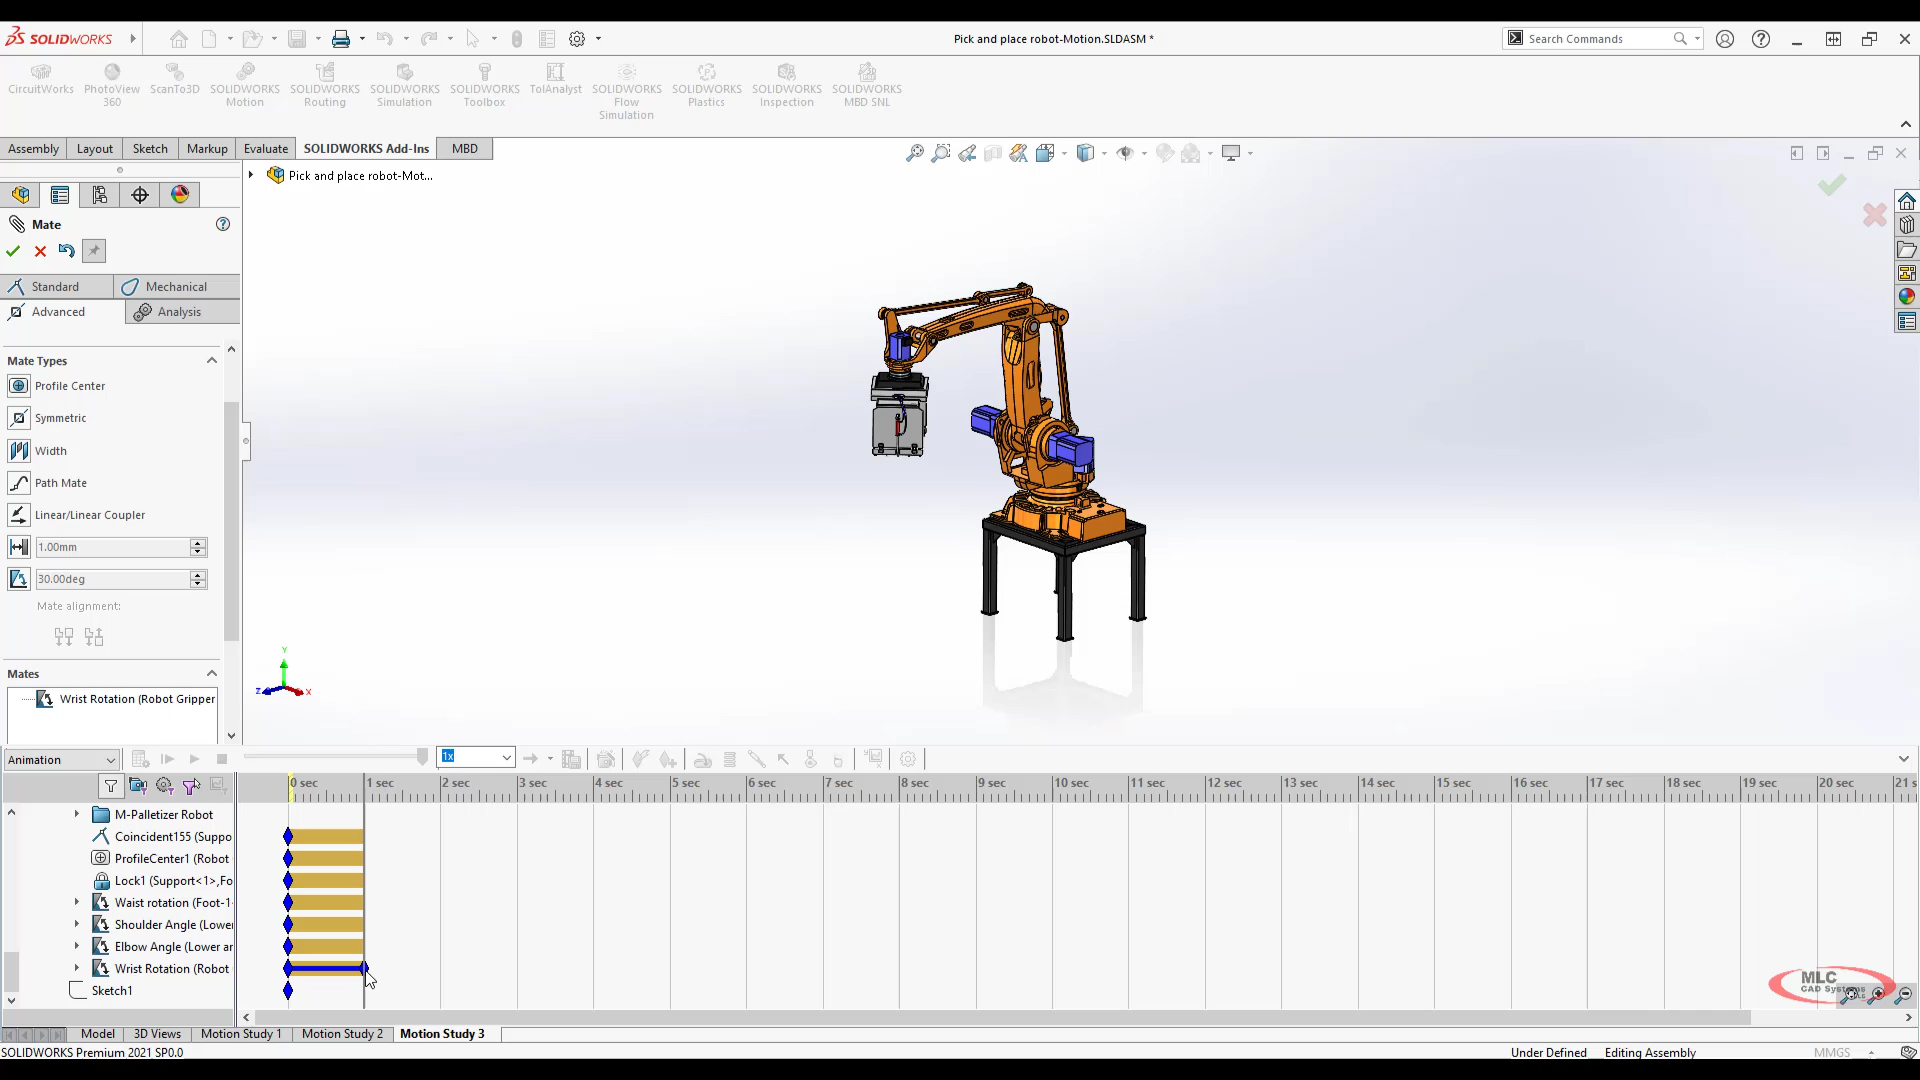 SOLIDWORKS
Pick and place robot-Motion.SLDASM *
Search Commands
CircuitWorks
PhotoView 360
ScanTo3D
SOLIDWORKS Motion
SOLIDWORKS Routing
SOLIDWORKS Simulation
SOLIDWORKS Toolbox
TolAnalyst
SOLIDWORKS Flow Simulation
SOLIDWORKS Plastics
SOLIDWORKS Inspection
SOLIDWORKS MBD SNL
Assembly
Layout
Sketch
Markup
Evaluate
SOLIDWORKS Add-Ins
MBD
Pick and place robot-Mot...
Mate
Standard
Mechanical
Advanced
Analysis
Mate Types
Profile Center
Symmetric
Width
Path Mate
Linear/Linear Coupler
1.00mm
30.00deg
Mate alignment:
Mates
Wrist Rotation (Robot Gripper
Y
Z
X
Animation
1x
0 sec
1 sec
2 sec
3 sec
4 sec
5 sec
6 sec
7 sec
8 sec
9 sec
10 sec
11 sec
12 sec
13 sec
14 sec
15 sec
16 sec
17 sec
18 sec
19 sec
20 sec
21 s
M-Palletizer Robot
Coincident155 (Suppo
ProfileCenter1 (Robot
Lock1 (Support<1>,Fo
Waist rotation (Foot-1-
Shoulder Angle (Lower
Elbow Angle (Lower ar
Wrist Rotation (Robot
Sketch1
MLC
CAD Systems
Model
3D Views
Motion Study 1
Motion Study 2
Motion Study 3
SOLIDWORKS Premium 2021 SP0.0
Under Defined
Editing Assembly
MMGS